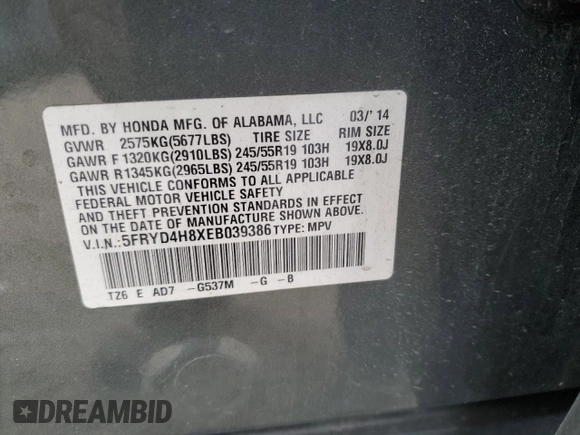 MFD. BY HONDA MFG. OF ALABAMA, LLC 03/' 14
GVWR 2575KG(5677LBS) TIRE SIZE RIM SIZE
GAWR F 1320KG(2910LBS) 245/55R19 103H 19X8.0J
GAWR R1345KG(2965LBS) 245/55R19 103H 19X8.0J
THIS VEHICLE CONFORMS TO ALL APPLICABLE
FEDERAL MOTOR VEHICLE SAFETY
AND THEFT PREVENTION STANDARDS IN EFFECT
ON THE DATE OF MANUFACTURE SHOWN ABOVE.
V.I.N.:5FRYD4H8XEB039386 TYPE: MPV
TZ6 E AD7 -G537M -G -B
DREAMBID